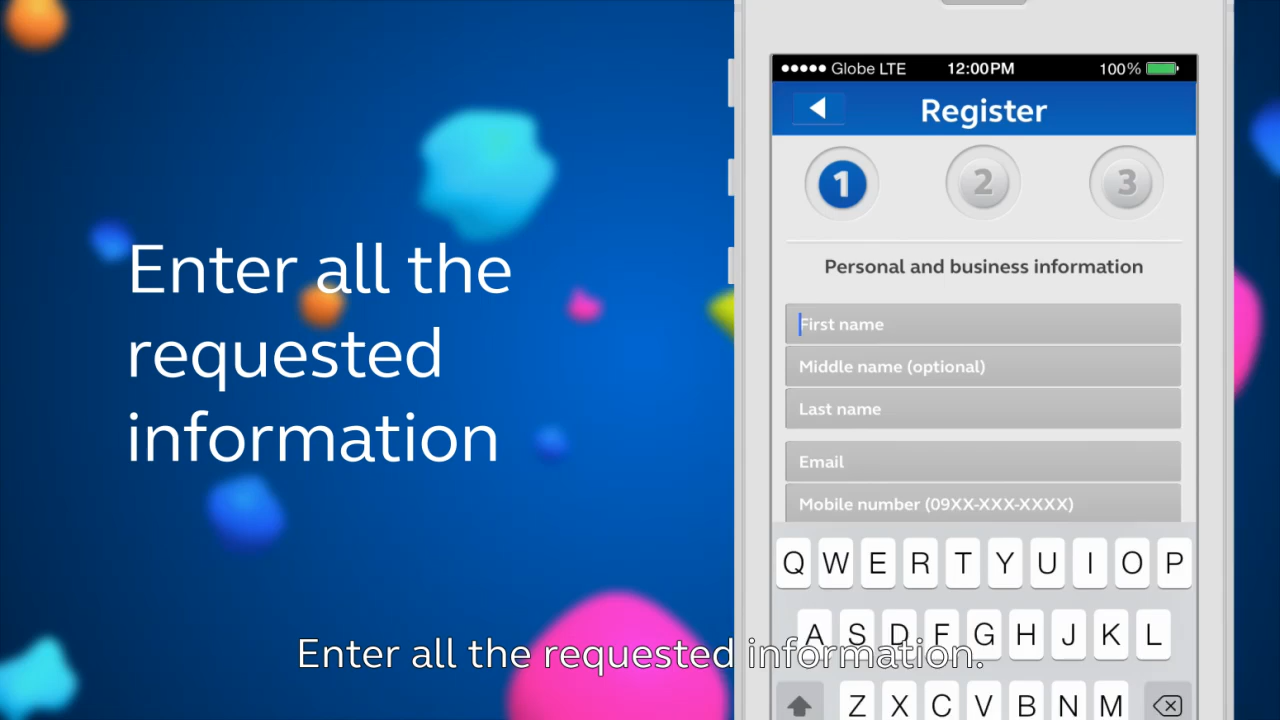 Enter all the
requested
information
Globe LTE 12:00PM 100%
Register
1 2 3
Personal and business information
First name
Middle name (optional)
Last name
Email
Mobile number (09XX-XXX-XXXX)
Q W E R T Y U I O P
A S D F G H J K L
Z X C V B N M
Enter all the requested information.